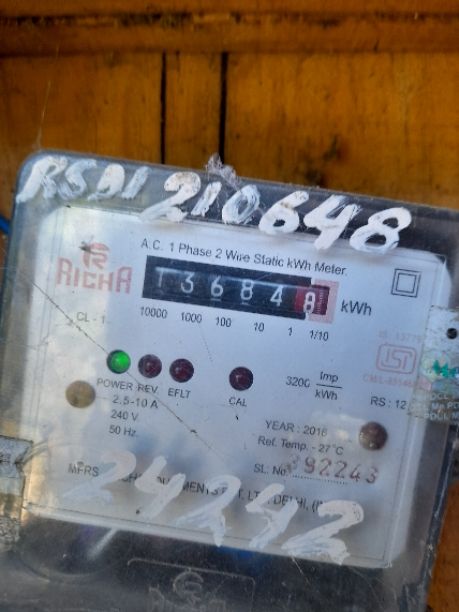 RSDI 210648
A.C. 1 Phase 2 Wire Static kWh Meter.
RICHA
136848 kWh
CL - 1
10000 1000 100 10 1 1/10
POWER REV EFLT CAL
3200 Imp/kWh
RS : 12
2.5-10 A
240 V
50 Hz.
YEAR : 2016
Ref. Temp. - 27°C
SL. No. 392243
MFRS
DELHI,
24242